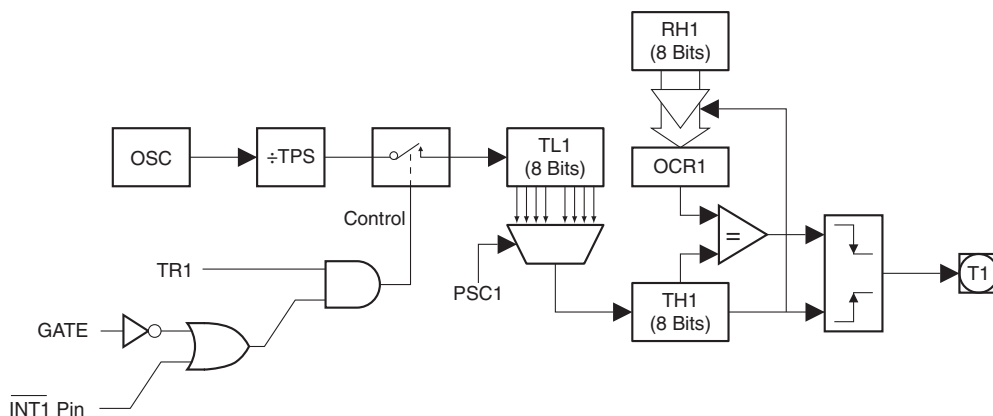 RH1
(8 Bits)
OSC
÷TPS
TL1
(8 Bits)
OCR1
Control
=
TR1
PSC1
T1
TH1
(8 Bits)
GATE
INT1 Pin